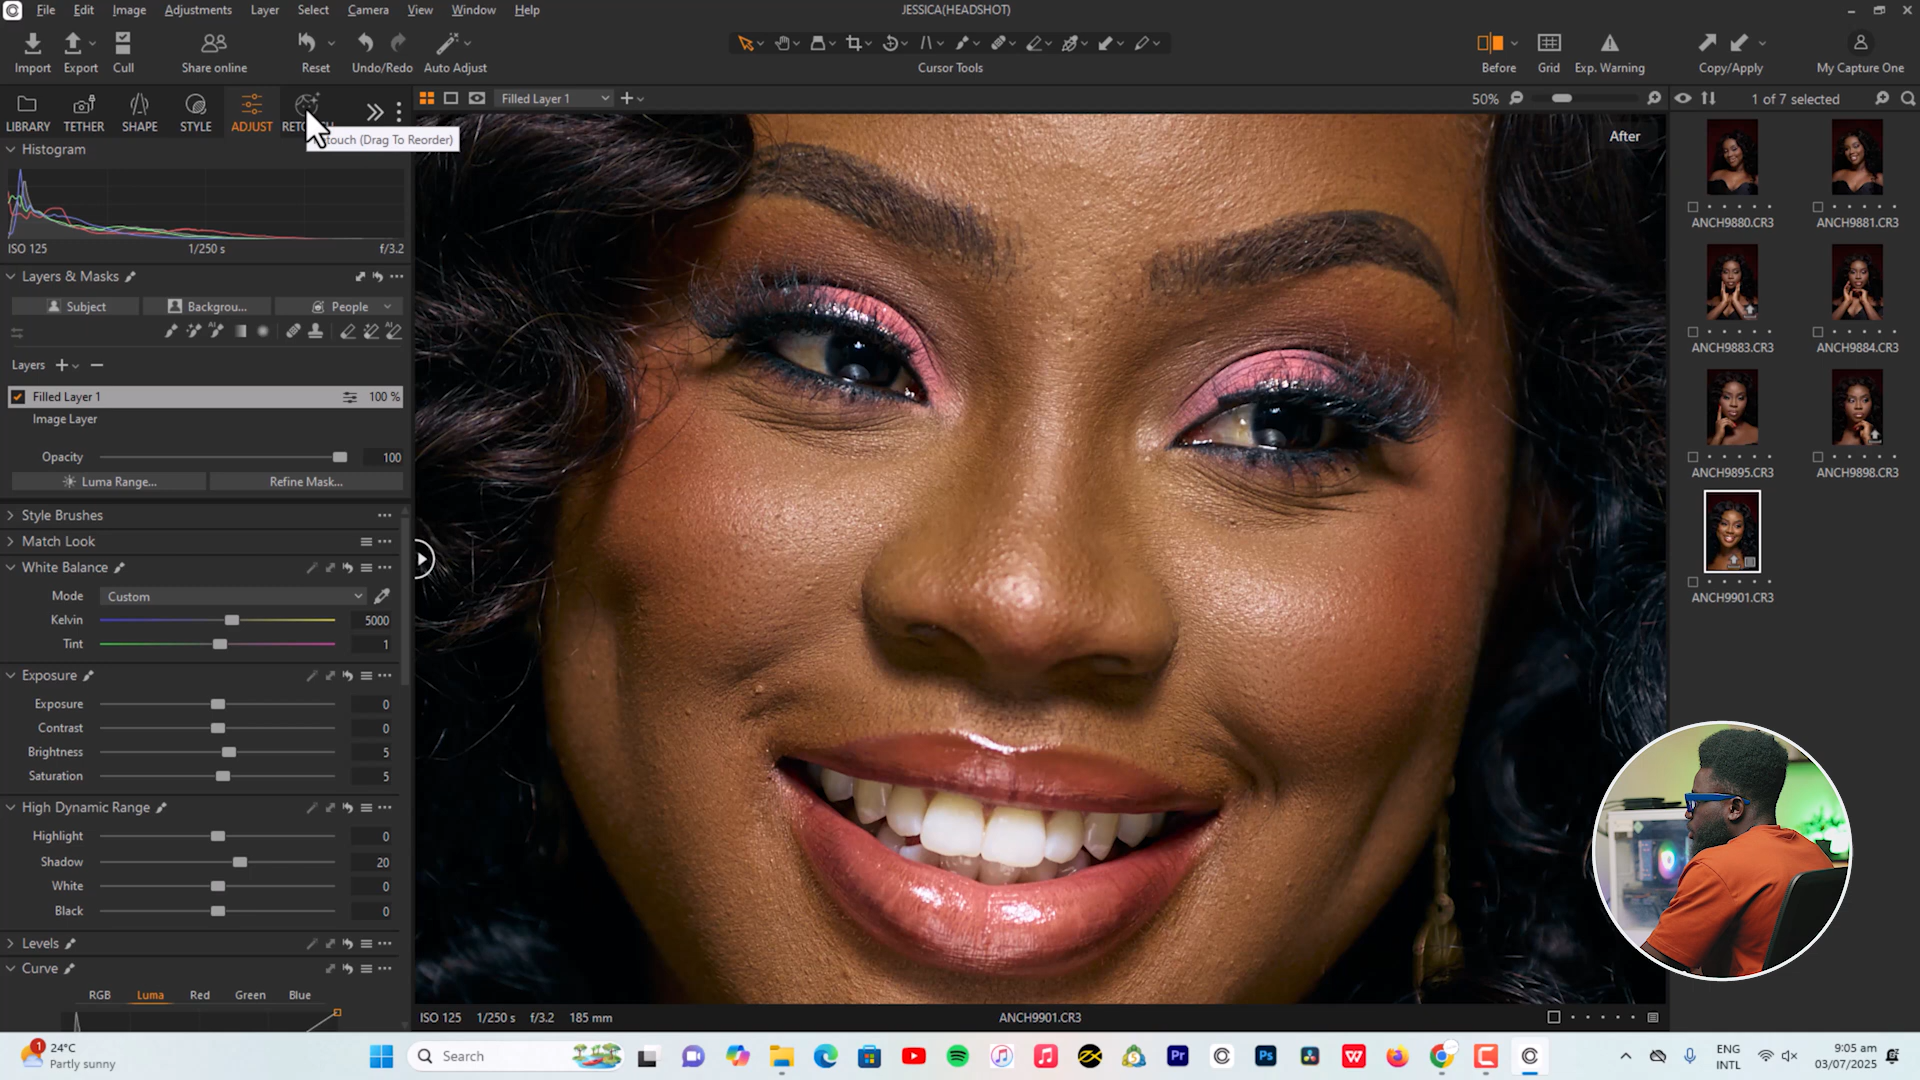 File Edit Image Adjustments Layer Select Camera View Window Help
JESSICA(HEADSHOT)
Import Export Cull Share online Reset Undo/Redo Auto Adjust
Cursor Tools
Before Grid Exp. Warning Copy/Apply My Capture One
LIBRARY TETHER SHAPE STYLE ADJUST
touch (Drag To Reorder)
Filled Layer 1
50%
1 of 7 selected
After
Histogram
ISO 125 1/250 s f/3.2
Layers & Masks
Subject Backgrou... People
Layers
Filled Layer 1 100 %
Image Layer
Opacity 100
Luma Range... Refine Mask...
Style Brushes
Match Look
White Balance
Mode Custom
Kelvin 5000
Tint 1
Exposure
Exposure 0
Contrast 0
Brightness 5
Saturation 5
High Dynamic Range
Highlight 0
Shadow 20
White 0
Black 0
Levels
Curve
RGB Luma Red Green Blue
ANCH9880.CR3 ANCH9881.CR3
ANCH9883.CR3 ANCH9884.CR3
ANCH9895.CR3 ANCH9898.CR3
ANCH9901.CR3
ISO 125 1/250 s f/3.2 185 mm
ANCH9901.CR3
1
24°C
Partly sunny
Search
Pr
Ps
W
ENG
INTL
9:05 am
03/07/2025